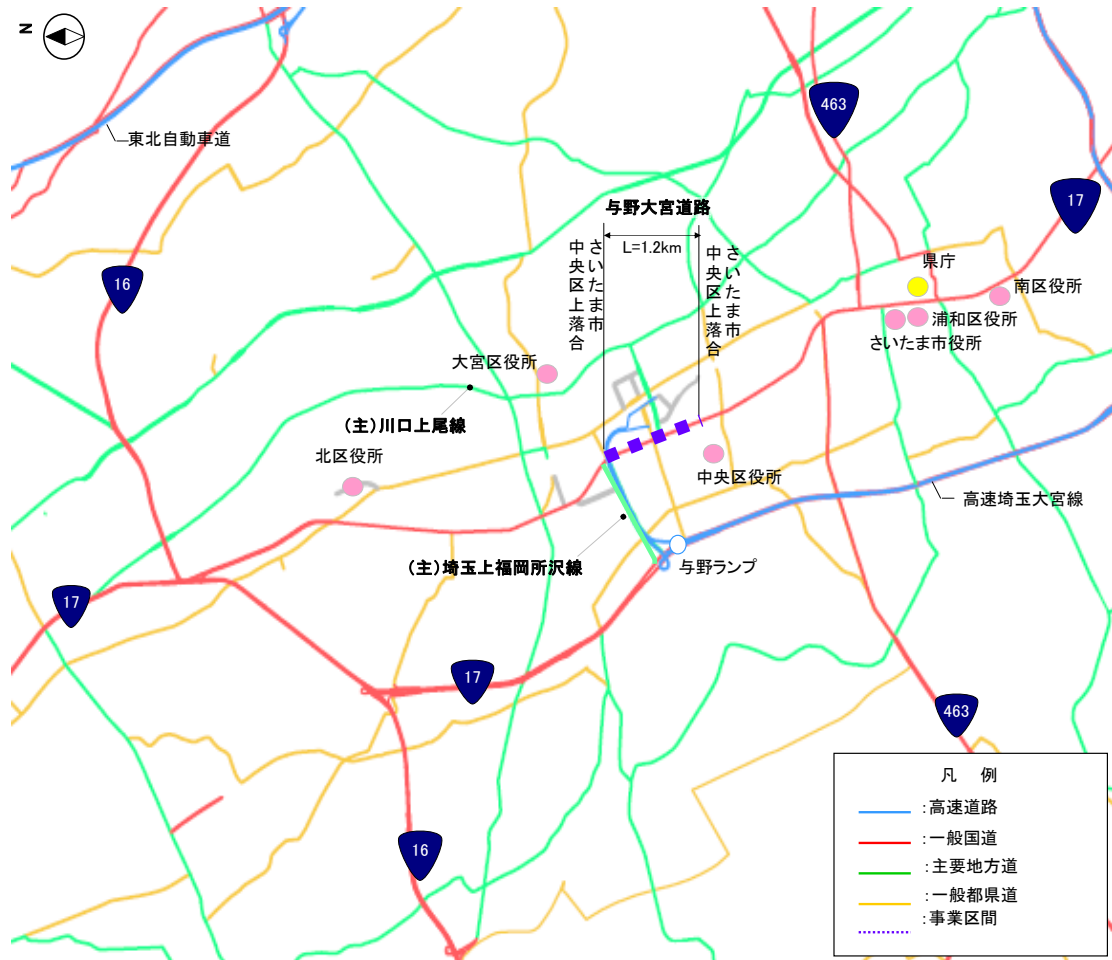 N
463
東北自動車道
与野大宮道路
17
L=1.2km
さいたま市
中央区上落合
さいたま市
中央区上落合
県庁
16
南区役所
浦和区役所
さいたま市役所
大宮区役所
(主)川口上尾線
北区役所
中央区役所
高速埼玉大宮線
(主)埼玉上福岡所沢線
与野ランプ
17
17
463
16
凡 例
:高速道路
:一般国道
:主要地方道
:一般都県道
:事業区間